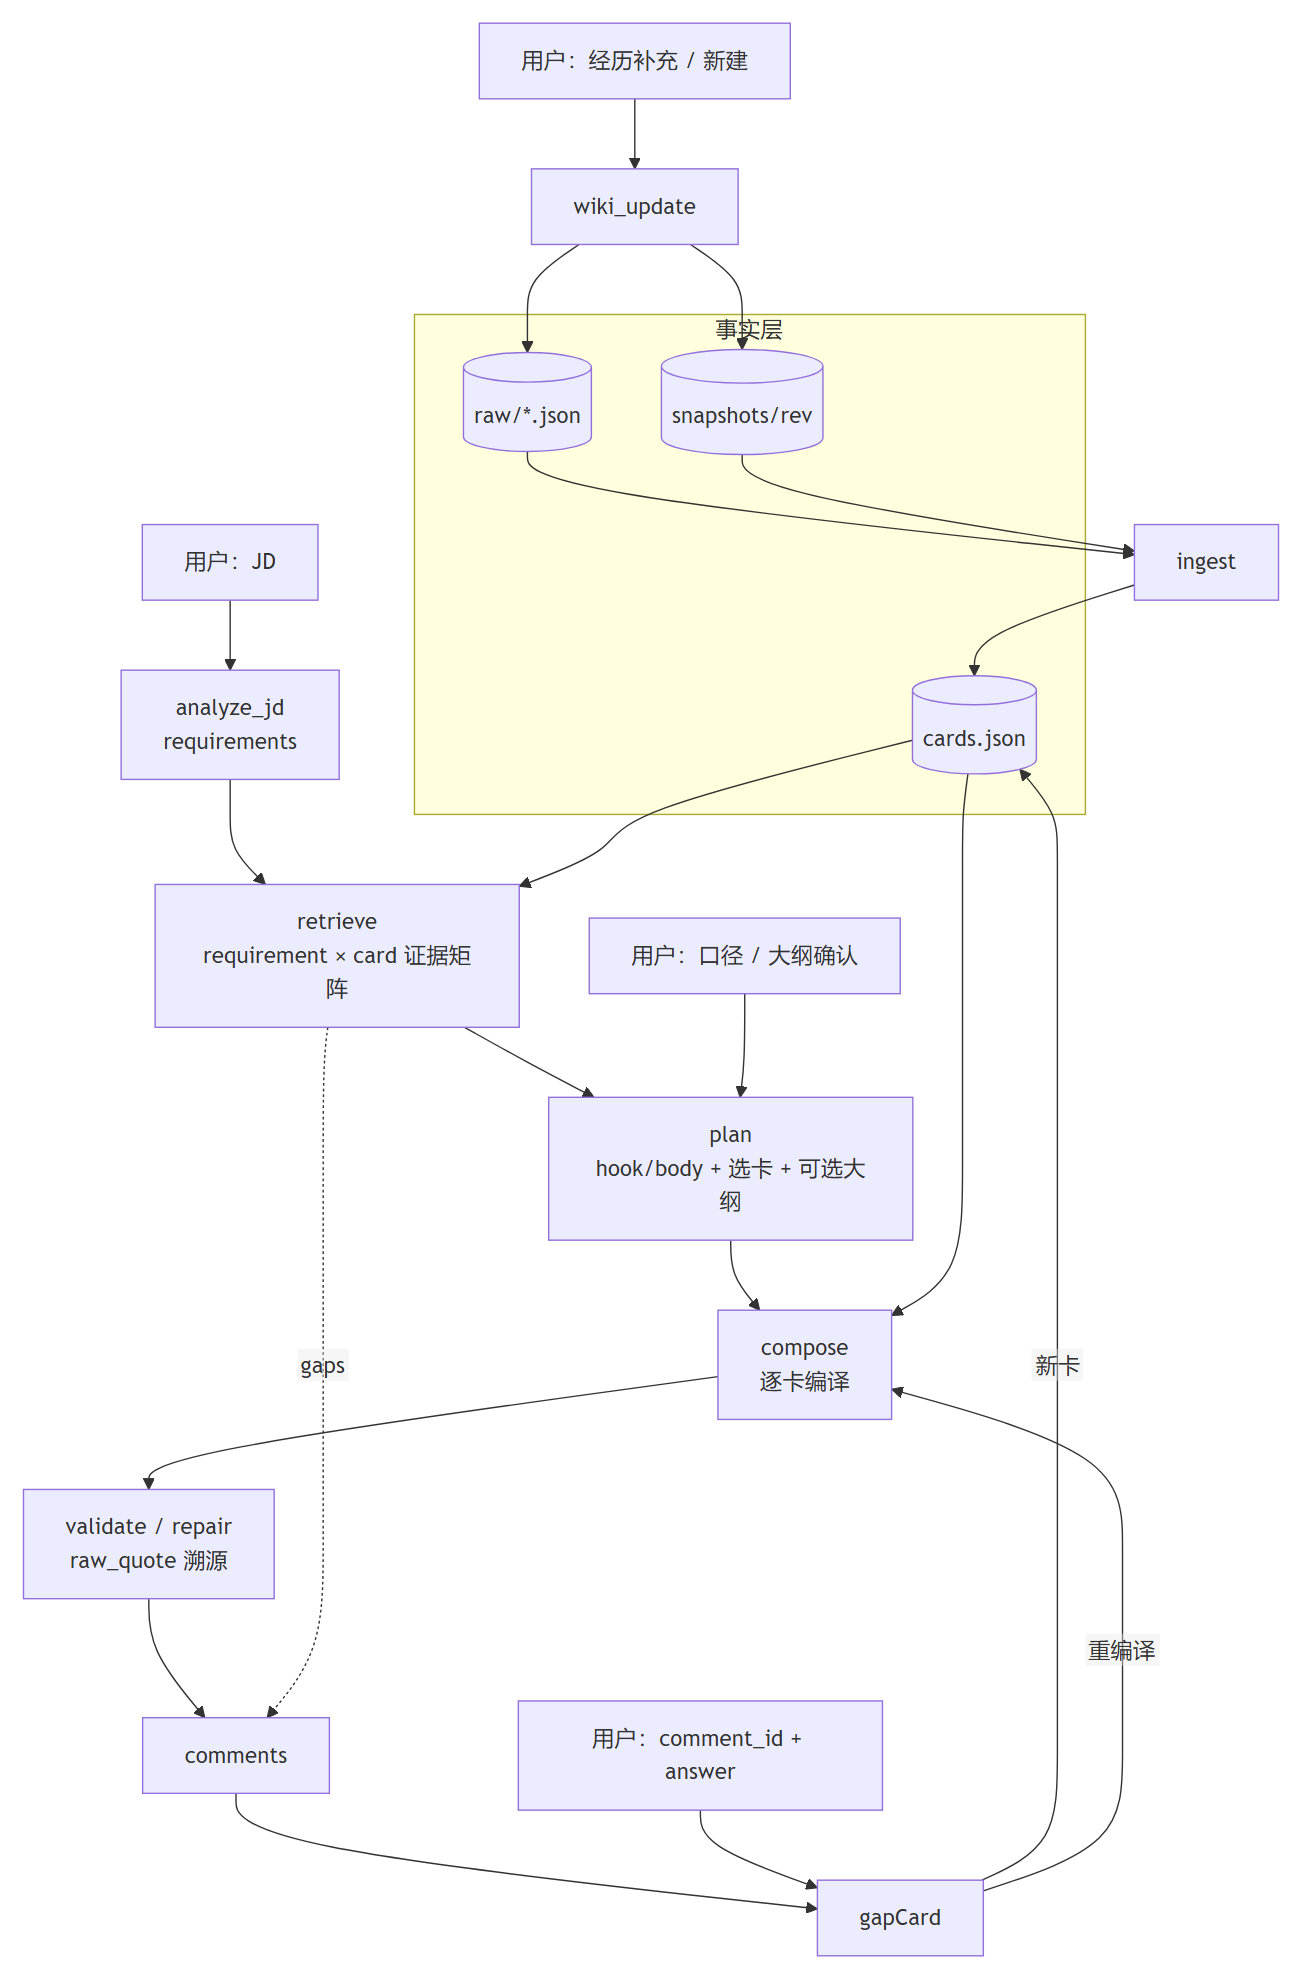 用户：经历补充 / 新建
wiki_update
事实层
raw/*.json
snapshots/rev
用户：JD
ingest
analyze_jd
requirements
cards.json
retrieve
requirement × card 证据矩
阵
用户：口径 / 大纲确认
plan
hook/body + 选卡 + 可选大
纲
compose
逐卡编译
gaps
新卡
validate / repair
raw_quote 溯源
重编译
comments
用户：comment_id +
answer
gapCard